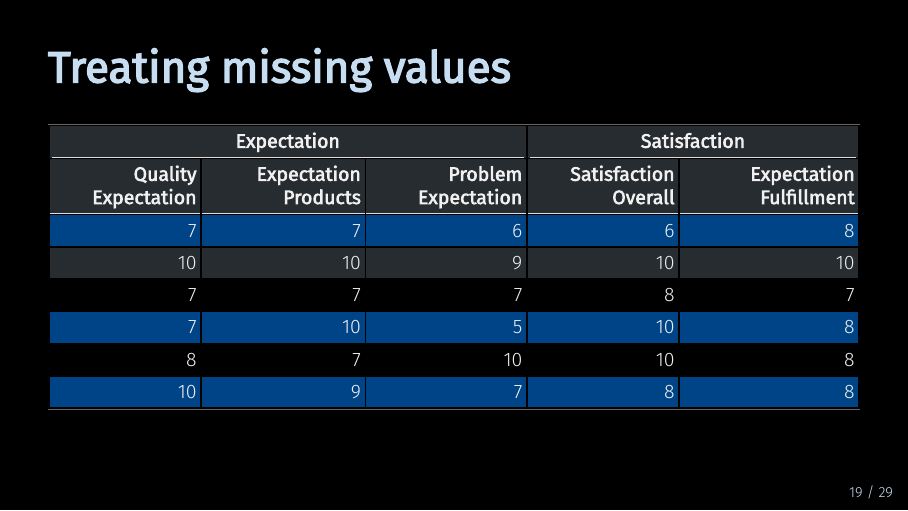 Treating missing values
Expectation Satisfaction
Quality Expectation Problem Satisfaction Expectation
Expectation Products Expectation Overall Fulfillment
7 7 6 6 8
10 10 9 10 10
7 7 7 8 7
7 10 5 10 8
8 7 10 10 8
10 9 7 8 8
19 / 29